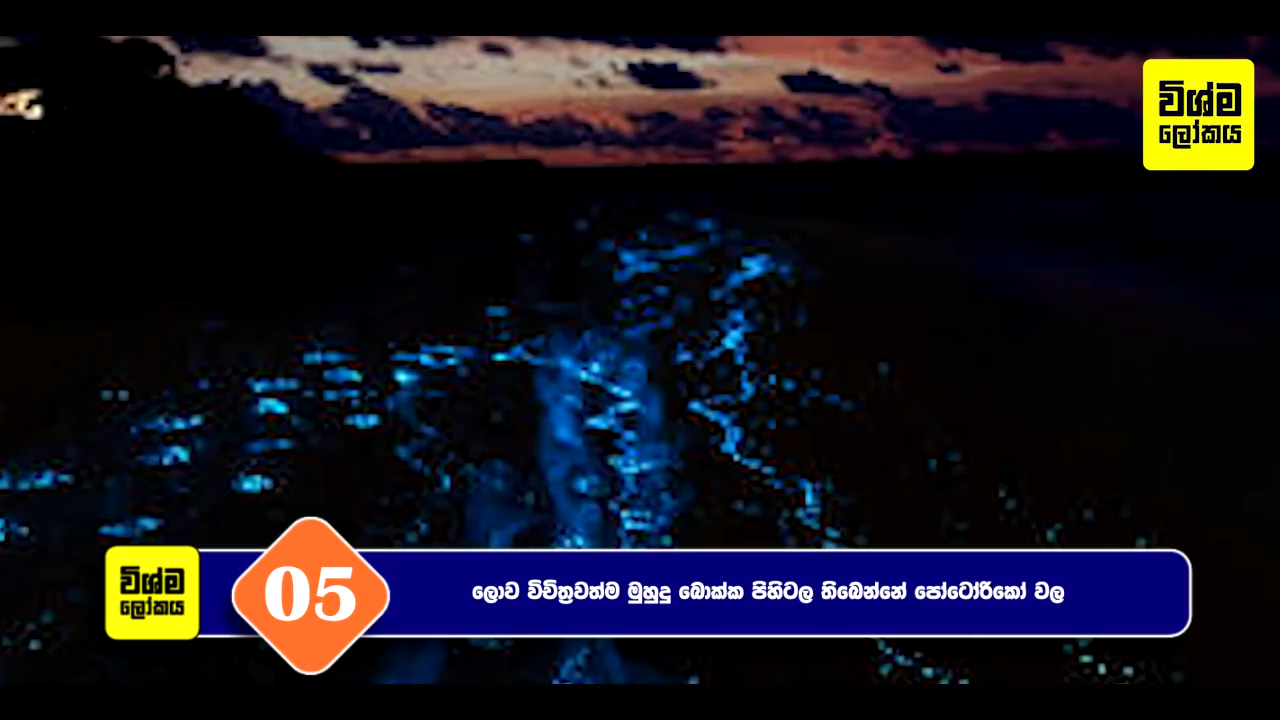 විශ්ම
ලෝකය
විශ්ම
ලෝකය
05
ලොව විචිත්‍රවත්ම මුහුදු බොක්ක පිහිටල තිබෙන්නේ පෝටෝරිකෝ වල